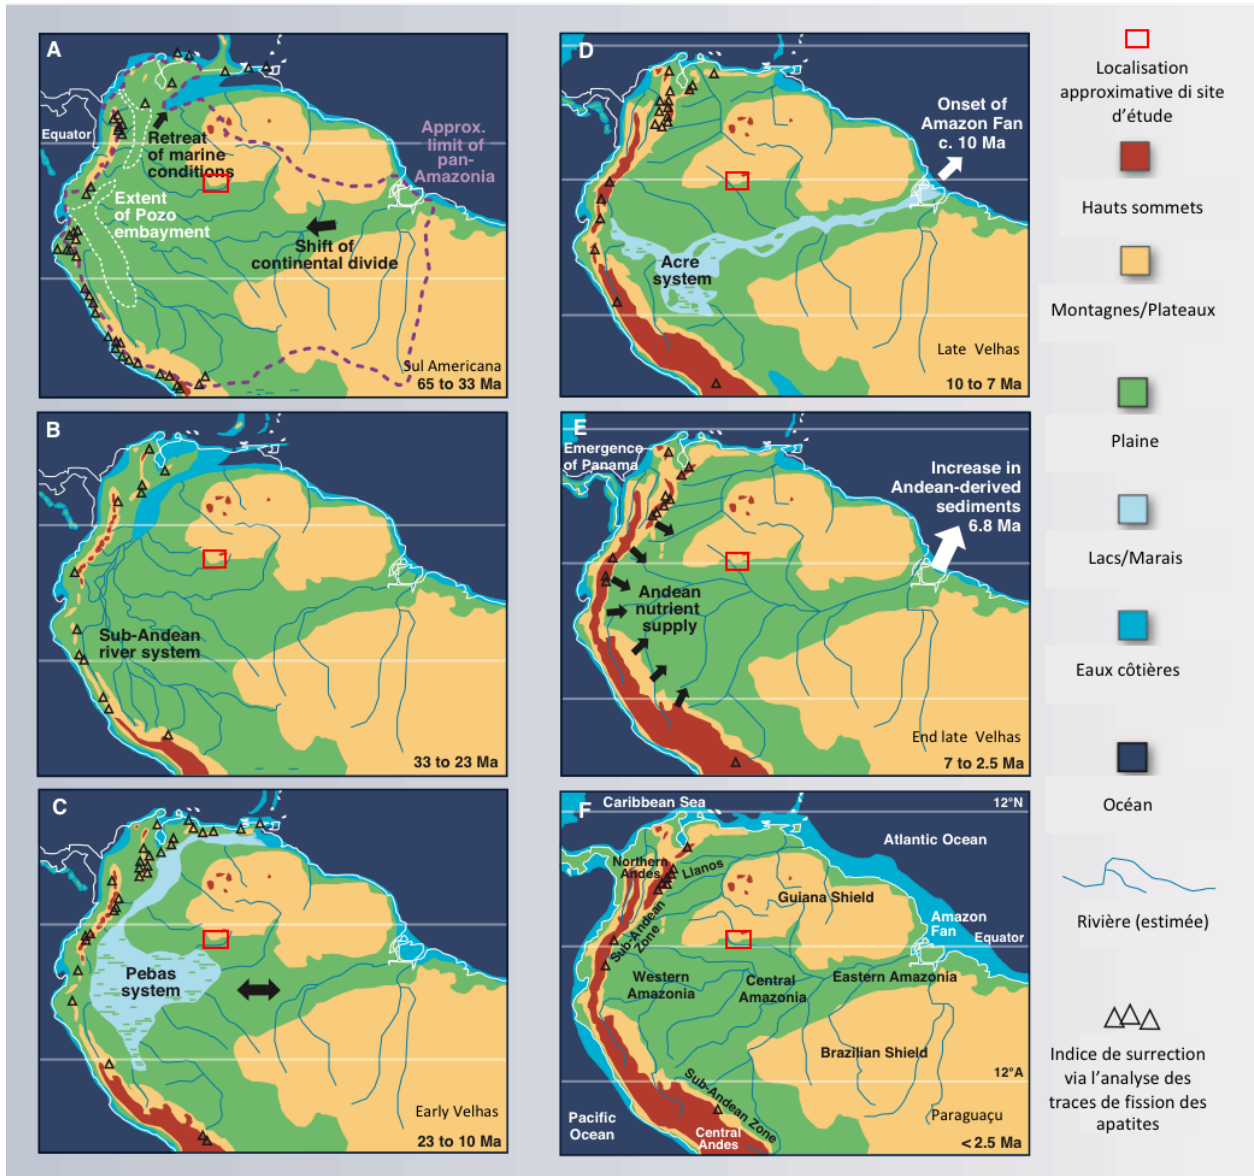 A
Equator
Retreat
of marine
conditions
Approx.
limit of
pan-
Amazonia
Extent
of Pozo
embayment
Shift of
continental divide
Sul Americana
65 to 33 Ma
B
Sub-Andean
river system
33 to 23 Ma
C
Pebas
system
Early Velhas
23 to 10 Ma
D
Onset of
Amazon Fan
c. 10 Ma
Acre
system
Late Velhas
10 to 7 Ma
E
Emergence
of Panama
Increase in
Andean-derived
sediments
6.8 Ma
Andean
nutrient
supply
End late Velhas
7 to 2.5 Ma
F
Caribbean Sea
12°N
Atlantic Ocean
Northern
Andes
Llanos
Guiana Shield
Amazon
Fan
Equator
Sub-Andean
Zone
Western
Amazonia
Central
Amazonia
Eastern Amazonia
Brazilian Shield
12°A
Sub-Andean Zone
Pacific
Ocean
Central
Andes
Paraguaçu
< 2.5 Ma
Localisation
approximative di site
d’étude
Hauts sommets
Montagnes/Plateaux
Plaine
Lacs/Marais
Eaux côtières
Océan
Rivière (estimée)
Indice de surrection
via l’analyse des
traces de fission des
apatites